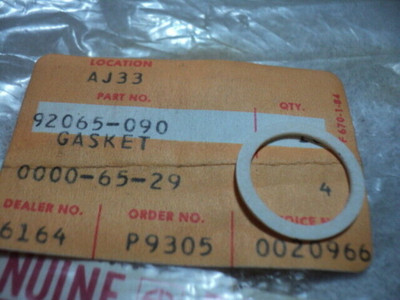 LOCATION
AJ33
PART NO. QTY.
92065-090
GASKET
0000-65-29 4
DEALER NO. ORDER NO.
6164 P9305 0020966